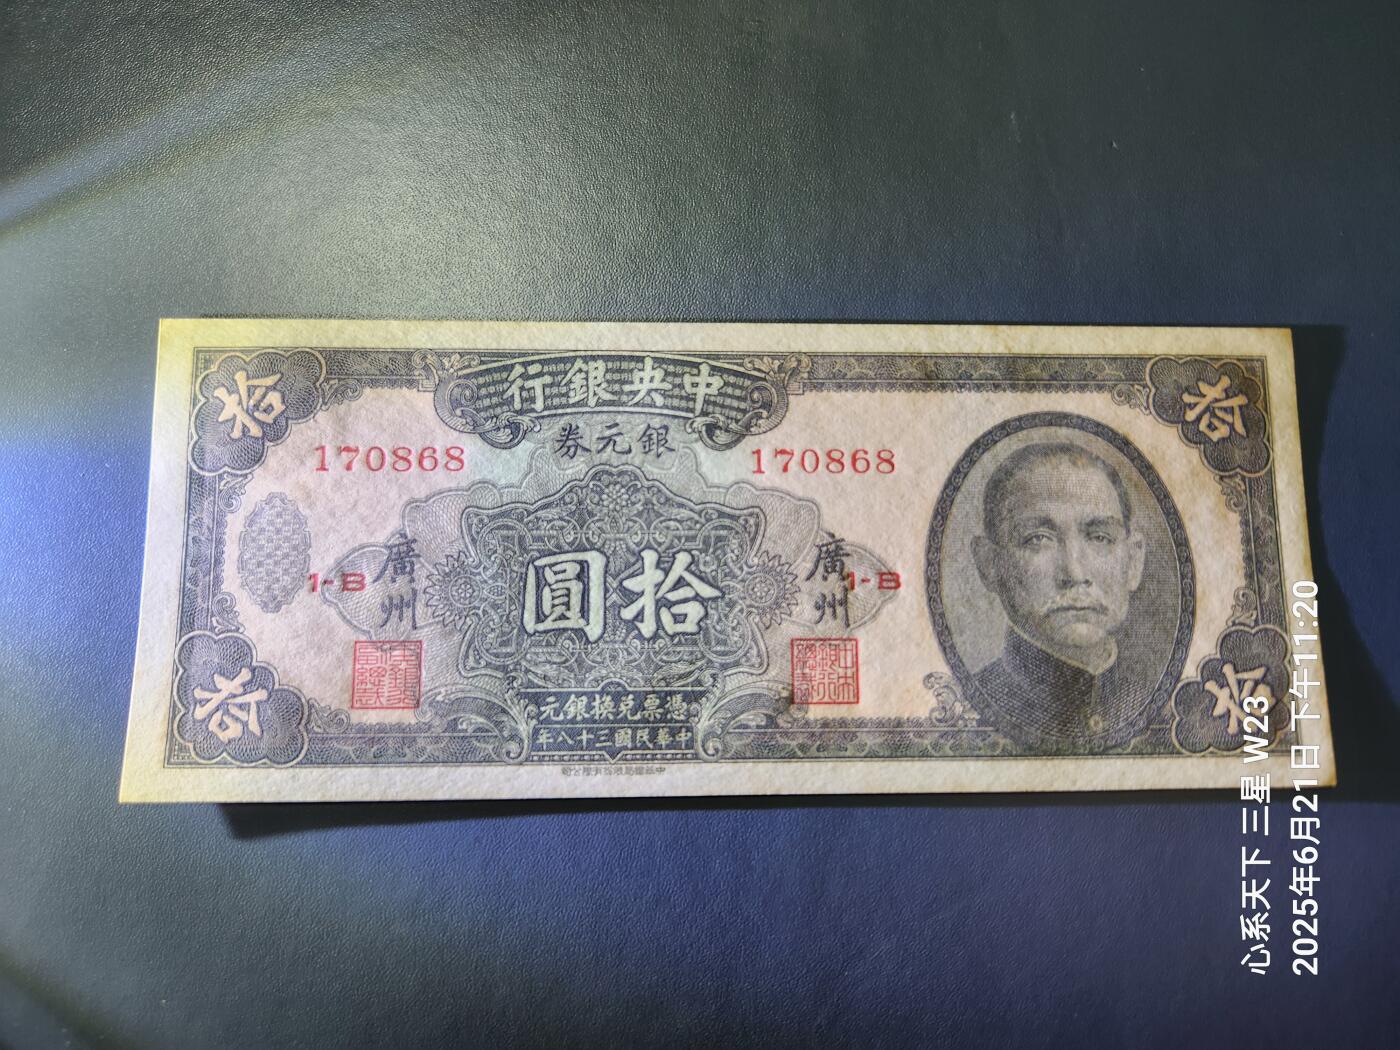 中央銀行
銀元券
拾
拾
170868
170868
廣州
1-B
拾圓
廣州
1-B
憑票兌換銀元
中華民國三十八年
拾
拾
心系天下 三星 W23
2025年6月21日 下午11:20